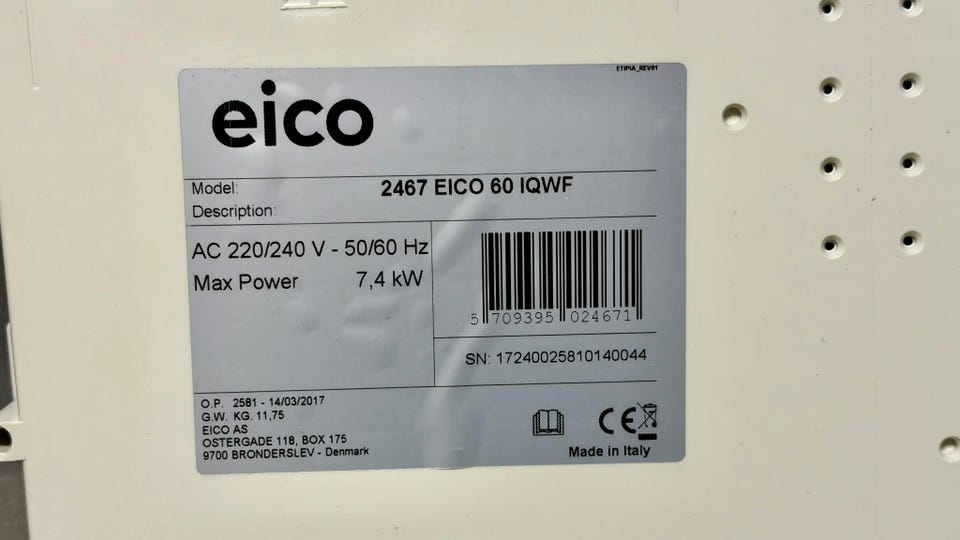 ETIPIA_REV01
eico
Model: 2467 EICO 60 IQWF
Description:
AC 220/240 V - 50/60 Hz
Max Power 7,4 kW
5 709395 024671
SN: 17240025810140044
O.P. 2581 - 14/03/2017
G.W. KG. 11,75
EICO AS
OSTERGADE 118, BOX 175
9700 BRONDERSLEV - Denmark
CE
Made in Italy